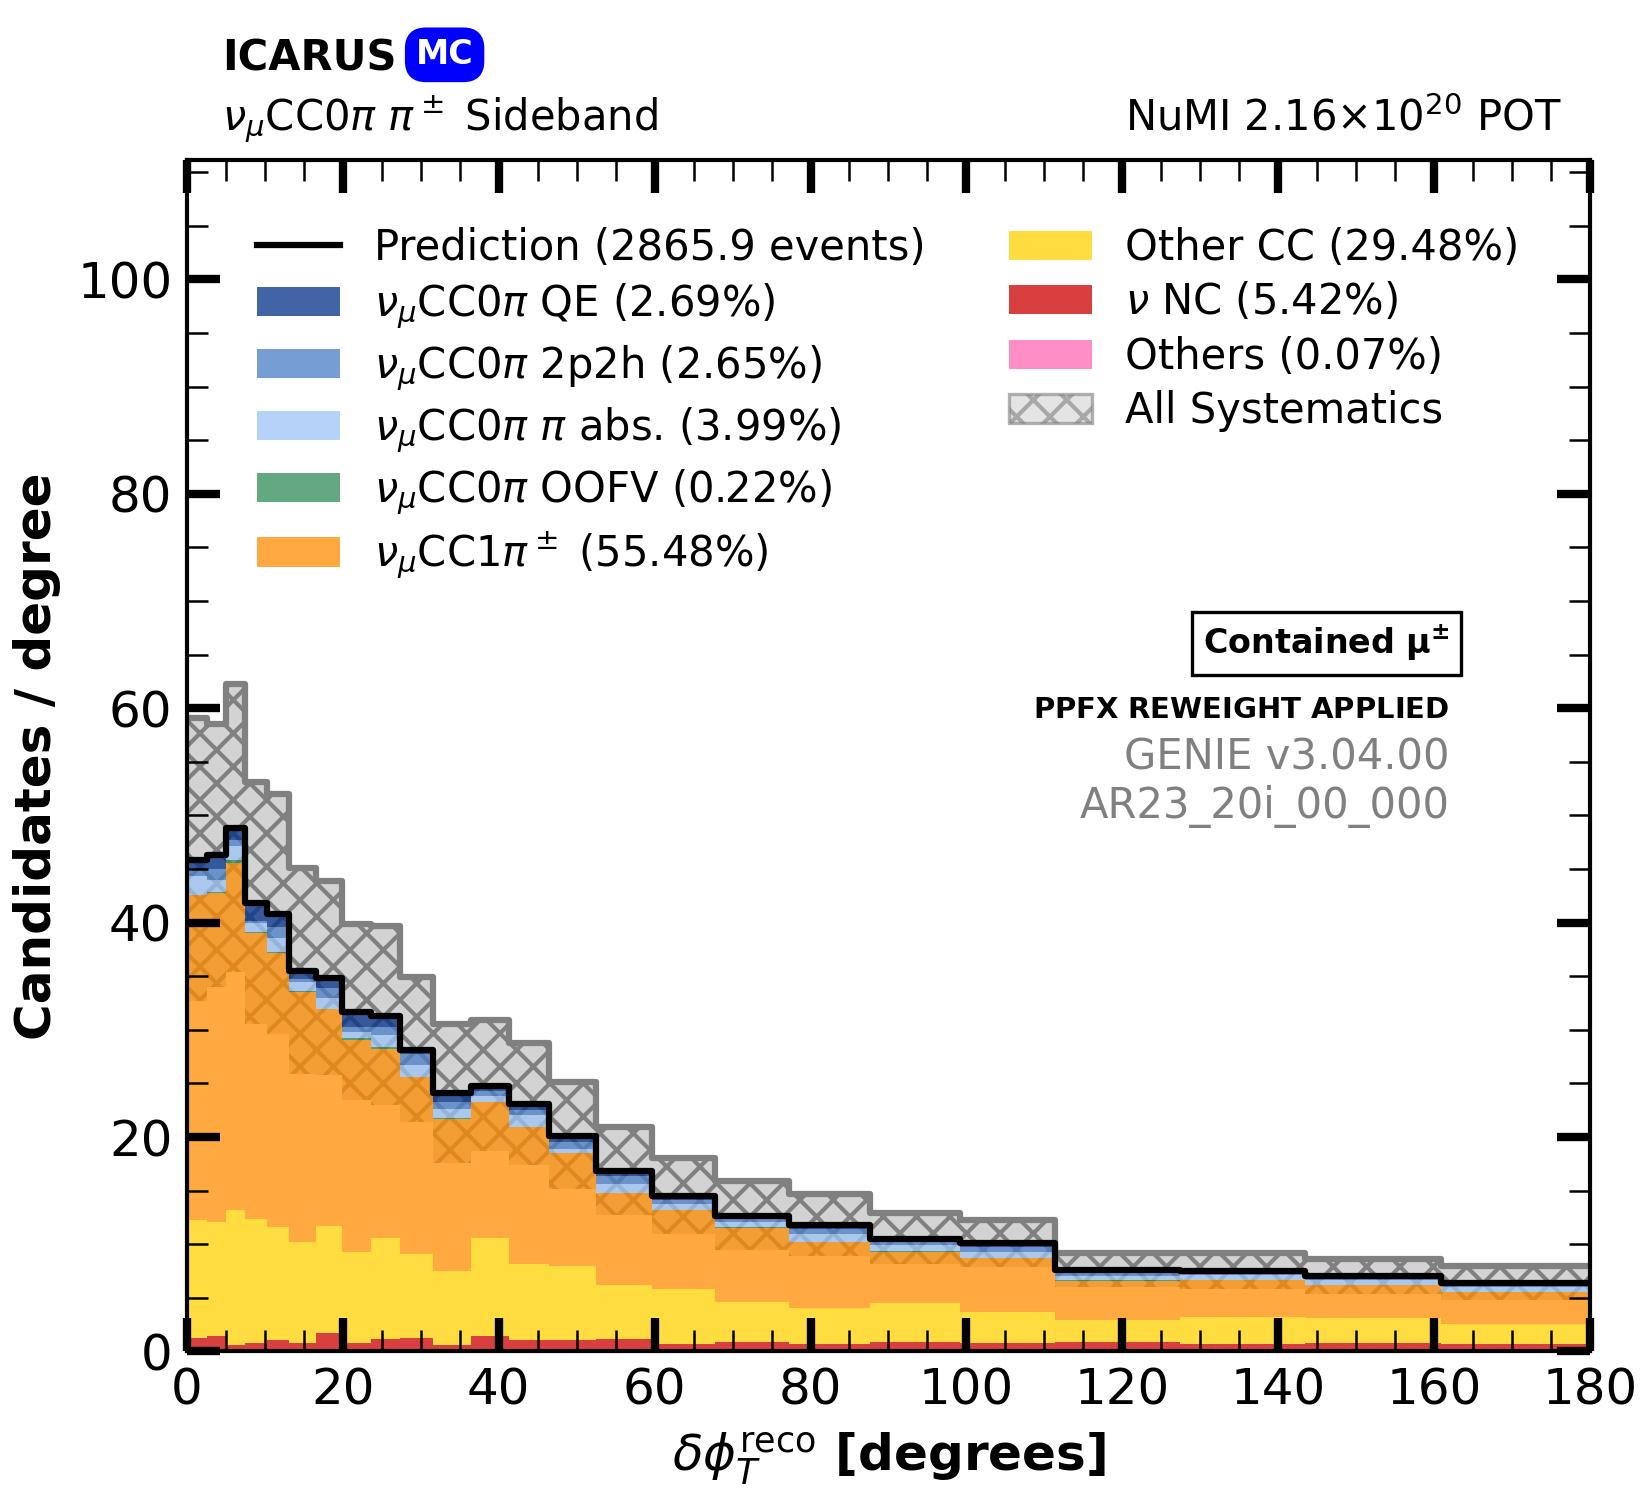 ICARUS MC
νμCC0π π± Sideband
NuMI 2.16×10²⁰ POT
Prediction (2865.9 events)
νμCC0π QE (2.69%)
νμCC0π 2p2h (2.65%)
νμCC0π π abs. (3.99%)
νμCC0π OOFV (0.22%)
νμCC1π± (55.48%)
Other CC (29.48%)
ν NC (5.42%)
Others (0.07%)
All Systematics
Contained μ±
PPFX REWEIGHT APPLIED
GENIE v3.04.00
AR23_20i_00_000
Candidates / degree
100
80
60
40
20
0
0 20 40 60 80 100 120 140 160 180
δϕ_T^reco [degrees]